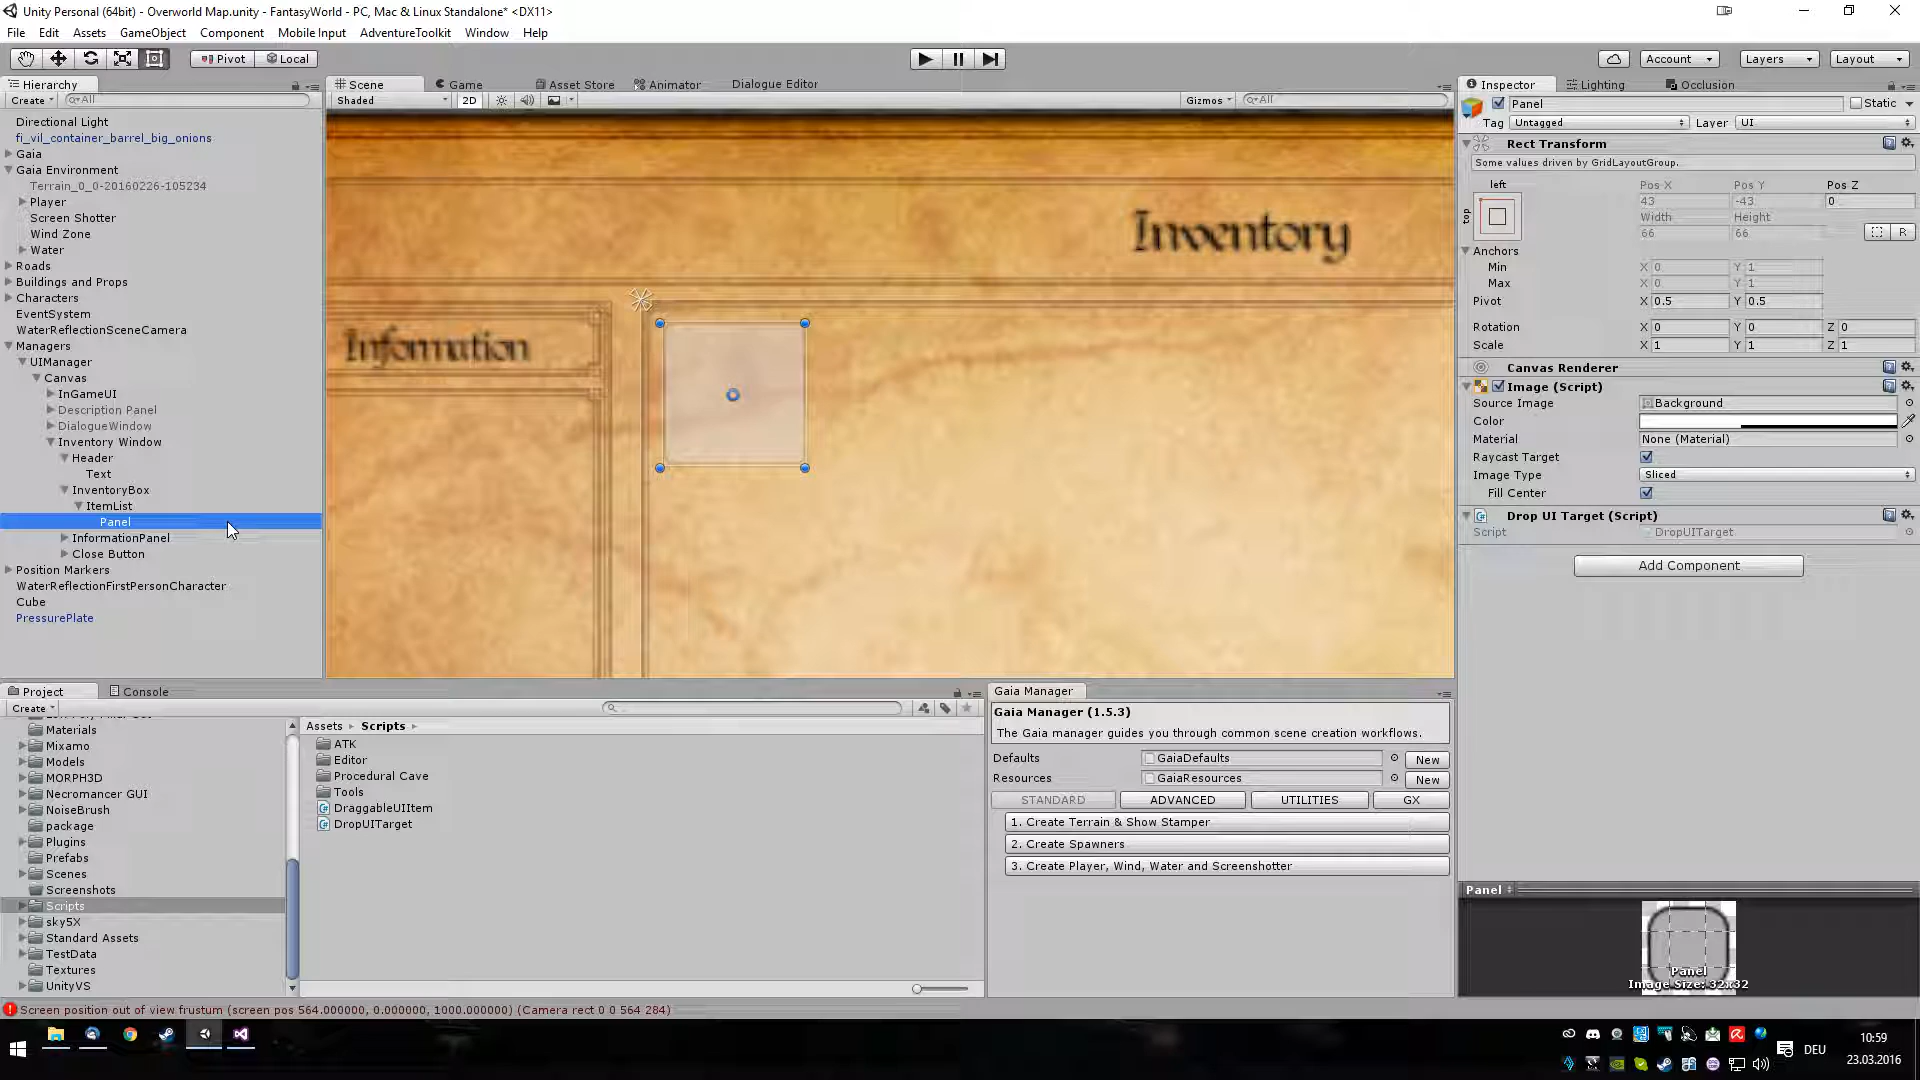 Unity Personal (64bit) - Overworld Map.unity - FantasyWorld - PC, Mac & Linux Standalone* <DX11>
File Edit Assets GameObject Component Mobile Input AdventureToolkit Window Help
Pivot Local Account Layers Layout
Hierarchy
Create All
Directional Light
fi_vil_container_barrel_big_onions
Gaia
Gaia Environment
Terrain_0_0-20160226-105234
Player
Screen Shotter
Wind Zone
Water
Roads
Buildings and Props
Characters
EventSystem
WaterReflectionSceneCamera
Managers
UIManager
Canvas
InGameUI
Description Panel
DialogueWindow
Inventory Window
Header
Text
InventoryBox
ItemList
Panel
InformationPanel
Close Button
Position Markers
WaterReflectionFirstPersonCharacter
Cube
PressurePlate
Scene Game Asset Store Animator Dialogue Editor
Shaded 2D Gizmos All
Inventory
Information
Inspector Lighting Occlusion
Panel Static
Tag Untagged Layer UI
Rect Transform
Some values driven by GridLayoutGroup.
left Pos X Pos Y Pos Z
top 43 -43 0
Width Height
66 66 R
Anchors
Min X 0 Y 1
Max X 0 Y 1
Pivot X 0.5 Y 0.5
Rotation X 0 Y 0 Z 0
Scale X 1 Y 1 Z 1
Canvas Renderer
Image (Script)
Source Image Background
Color
Material None (Material)
Raycast Target
Image Type Sliced
Fill Center
Drop UI Target (Script)
Script DropUITarget
Add Component
Panel
Panel
Image Size: 32x32
Project Console
Create
Materials
Mixamo
Models
MORPH3D
Necromancer GUI
NoiseBrush
package
Plugins
Prefabs
Scenes
Screenshots
Scripts
sky5X
Standard Assets
TestData
Textures
UnityVS
Assets Scripts
ATK
Editor
Procedural Cave
Tools
DraggableUIItem
DropUITarget
Gaia Manager
Gaia Manager (1.5.3)
The Gaia manager guides you through common scene creation workflows.
Defaults GaiaDefaults New
Resources GaiaResources New
STANDARD ADVANCED UTILITIES GX
1. Create Terrain & Show Stamper
2. Create Spawners
3. Create Player, Wind, Water and Screenshotter
Screen position out of view frustum (screen pos 564.000000, 0.000000, 1000.000000) (Camera rect 0 0 564 284)
DEU
10:59
23.03.2016